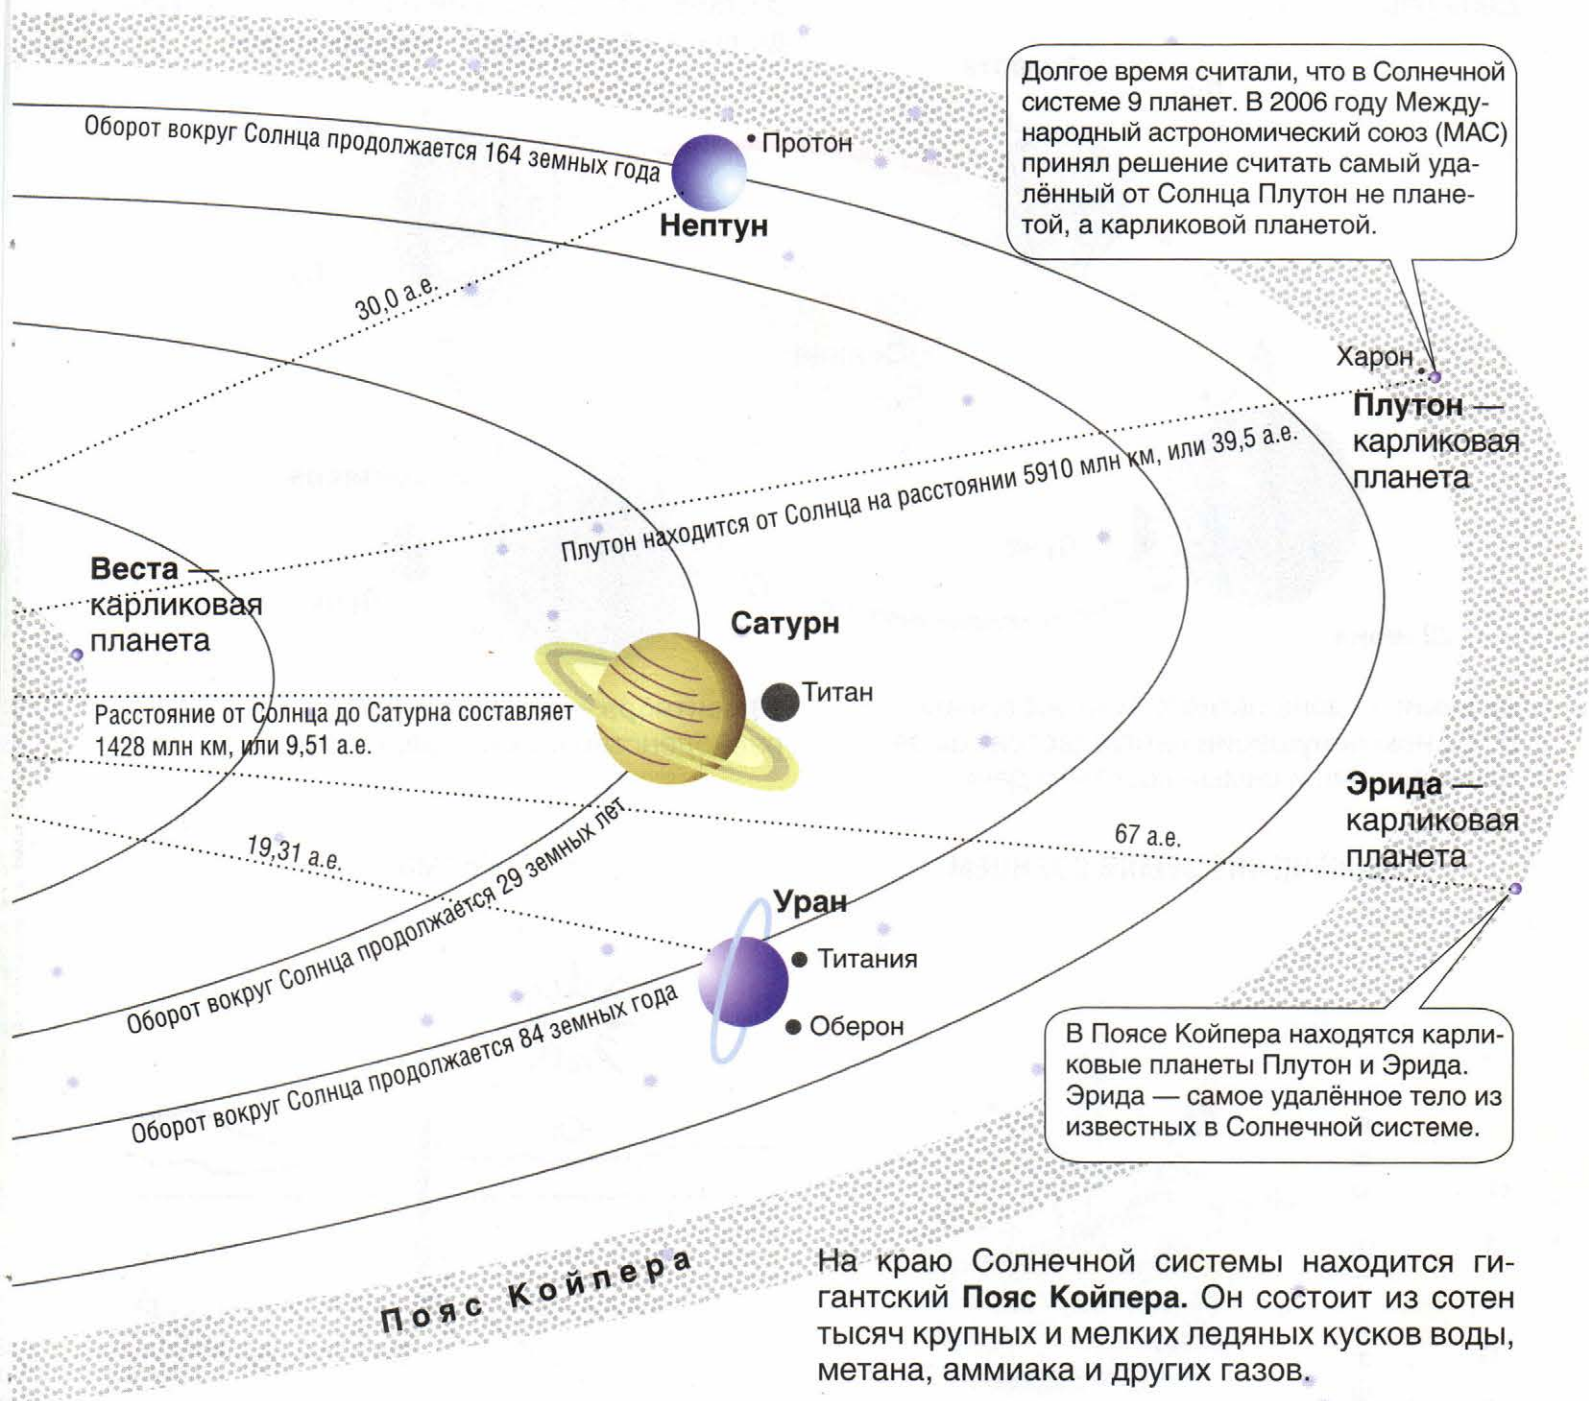 Долгое время считали, что в Солнечной
системе 9 планет. В 2006 году Между-
народный астрономический союз (МАС)
принял решение считать самый уда-
лённый от Солнца Плутон не плане-
той, а карликовой планетой.
Оборот вокруг Солнца продолжается 164 земных года
Протон
Нептун
30,0 а.е.
Харон
Плутон —
карликовая
планета
Плутон находится от Солнца на расстоянии 5910 млн км, или 39,5 а.е.
Веста —
карликовая
планета
Сатурн
Титан
Расстояние от Солнца до Сатурна составляет
1428 млн км, или 9,51 а.е.
Эрида —
карликовая
планета
67 а.е.
19,31 а.е.
Оборот вокруг Солнца продолжается 29 земных лет
Уран
Титания
Оберон
Оборот вокруг Солнца продолжается 84 земных года
В Поясе Койпера находятся карли-
ковые планеты Плутон и Эрида.
Эрида — самое удалённое тело из
известных в Солнечной системе.
Пояс Койпера
На краю Солнечной системы находится ги-
гантский Пояс Койпера. Он состоит из сотен
тысяч крупных и мелких ледяных кусков воды,
метана, аммиака и других газов.